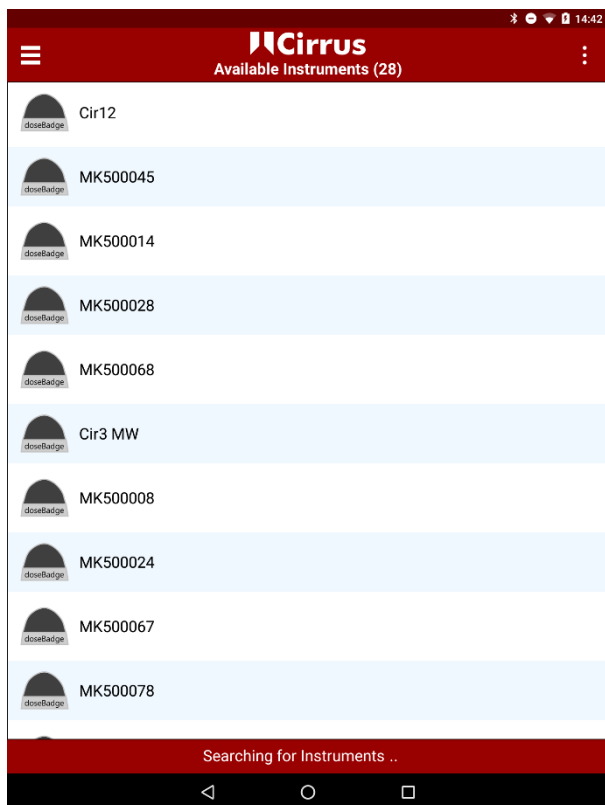 14:42
Cirrus
Available Instruments (28)
doseBadge
Cir12
doseBadge
MK500045
doseBadge
MK500014
doseBadge
MK500028
doseBadge
MK500068
doseBadge
Cir3 MW
doseBadge
MK500008
doseBadge
MK500024
doseBadge
MK500067
doseBadge
MK500078
Searching for Instruments ..